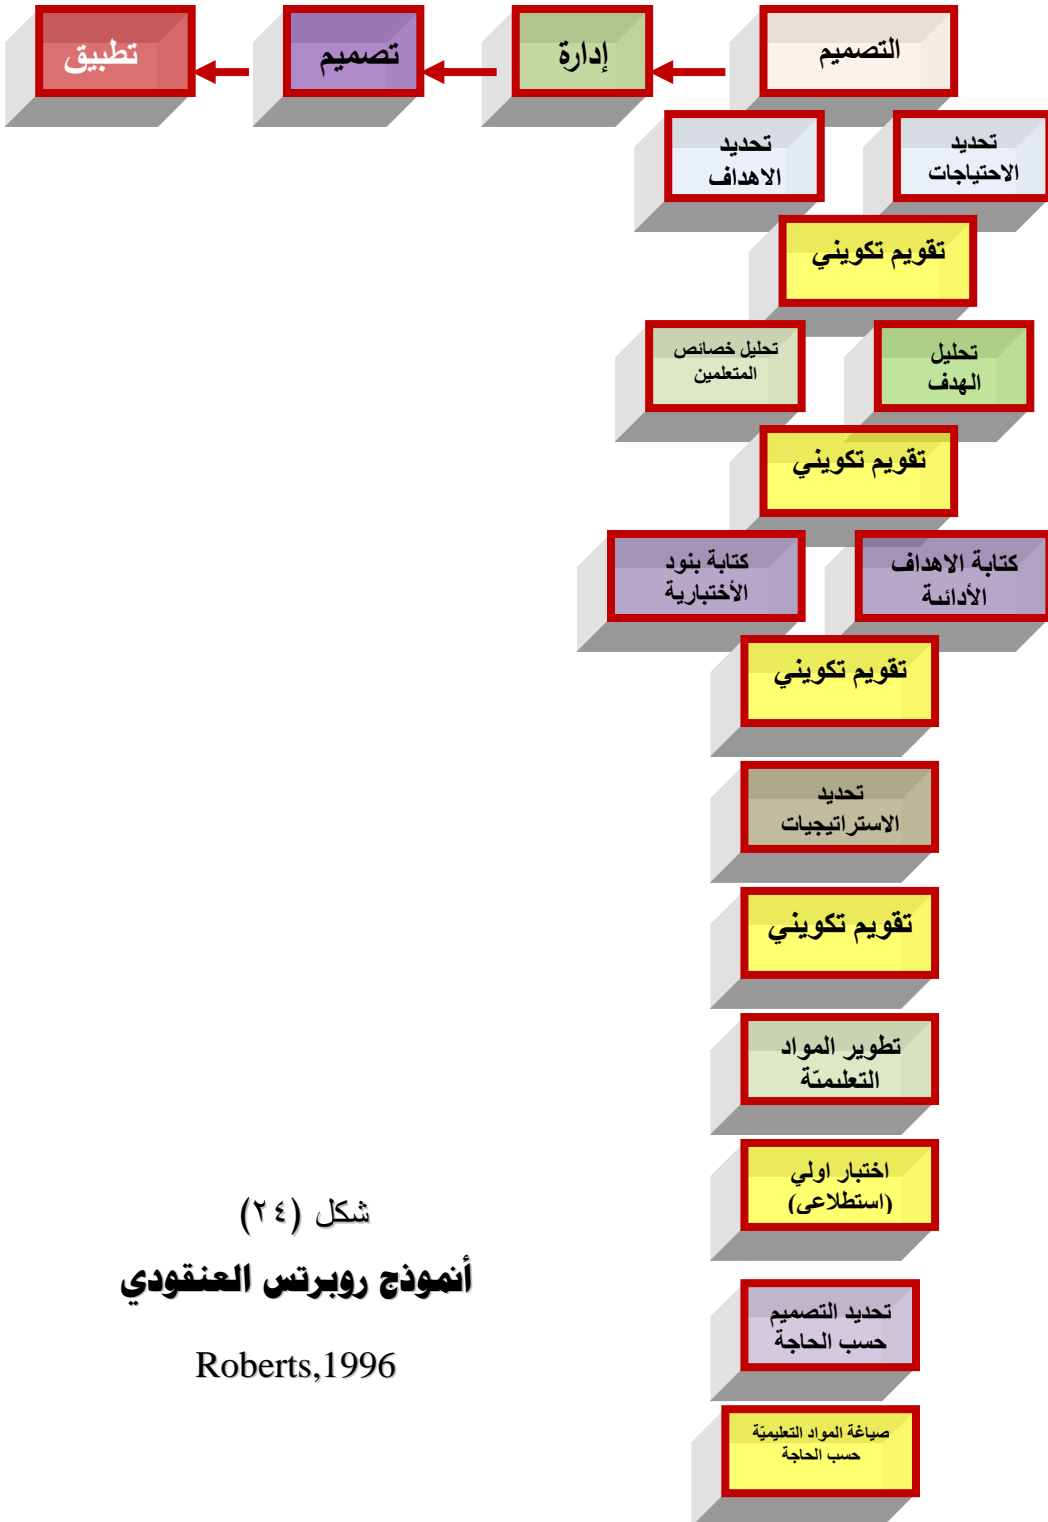 التصميم
إدارة
تصميم
تطبيق
تحديد
الاحتياجات
تحديد
الاهداف
تقويم تكويني
تحليل
الهدف
تحليل خصائص
المتعلمين
تقويم تكويني
كتابة الاهداف
الأدائية
كتابة بنود
الأختبارية
تقويم تكويني
تحديد
الاستراتيجيات
تقويم تكويني
تطوير المواد
التعليميّة
اختبار اولي
(استطلاعي)
تحديد التصميم
حسب الحاجة
صياغة المواد التعليميّة
حسب الحاجة
شكل (٢٤)
أنموذج روبرتس العنقودي
Roberts,1996